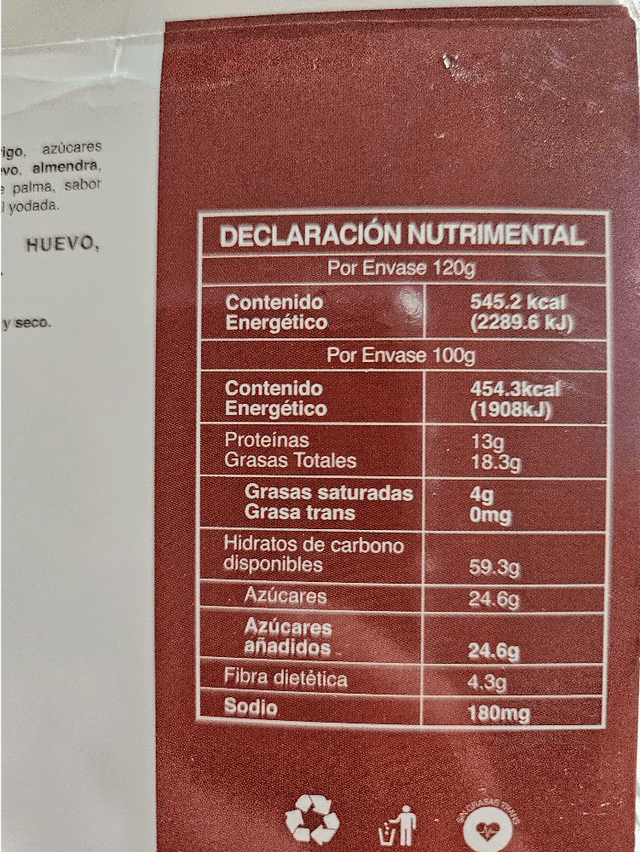 azúcares
almendra,
palma, sabor
yodada.
HUEVO,
y seco.
DECLARACIÓN NUTRIMENTAL
Por Envase 120g
Contenido
Energético
545.2 kcal
(2289.6 kJ)
Por Envase 100g
Contenido
Energético
454.3kcal
(1908kJ)
Proteínas 13g
Grasas Totales 18.3g
Grasas saturadas 4g
Grasa trans 0mg
Hidratos de carbono
disponibles 59.3g
Azúcares 24.6g
Azúcares
añadidos 24.6g
Fibra dietética 4.3g
Sodio 180mg
GRASAS TRANS